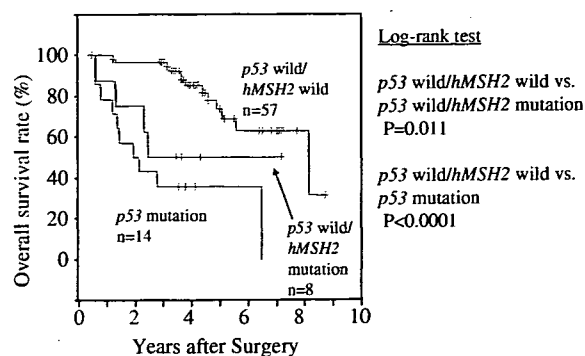 Overall survival rate (%)
100
80
60
40
20
0
0 2 4 6 8 10
Years after Surgery
p53 wild/
hMSH2 wild
n=57
p53 mutation
n=14
p53 wild/
hMSH2
mutation
n=8
Log-rank test
p53 wild/hMSH2 wild vs.
p53 wild/hMSH2 mutation
P=0.011
p53 wild/hMSH2 wild vs.
p53 mutation
P<0.0001